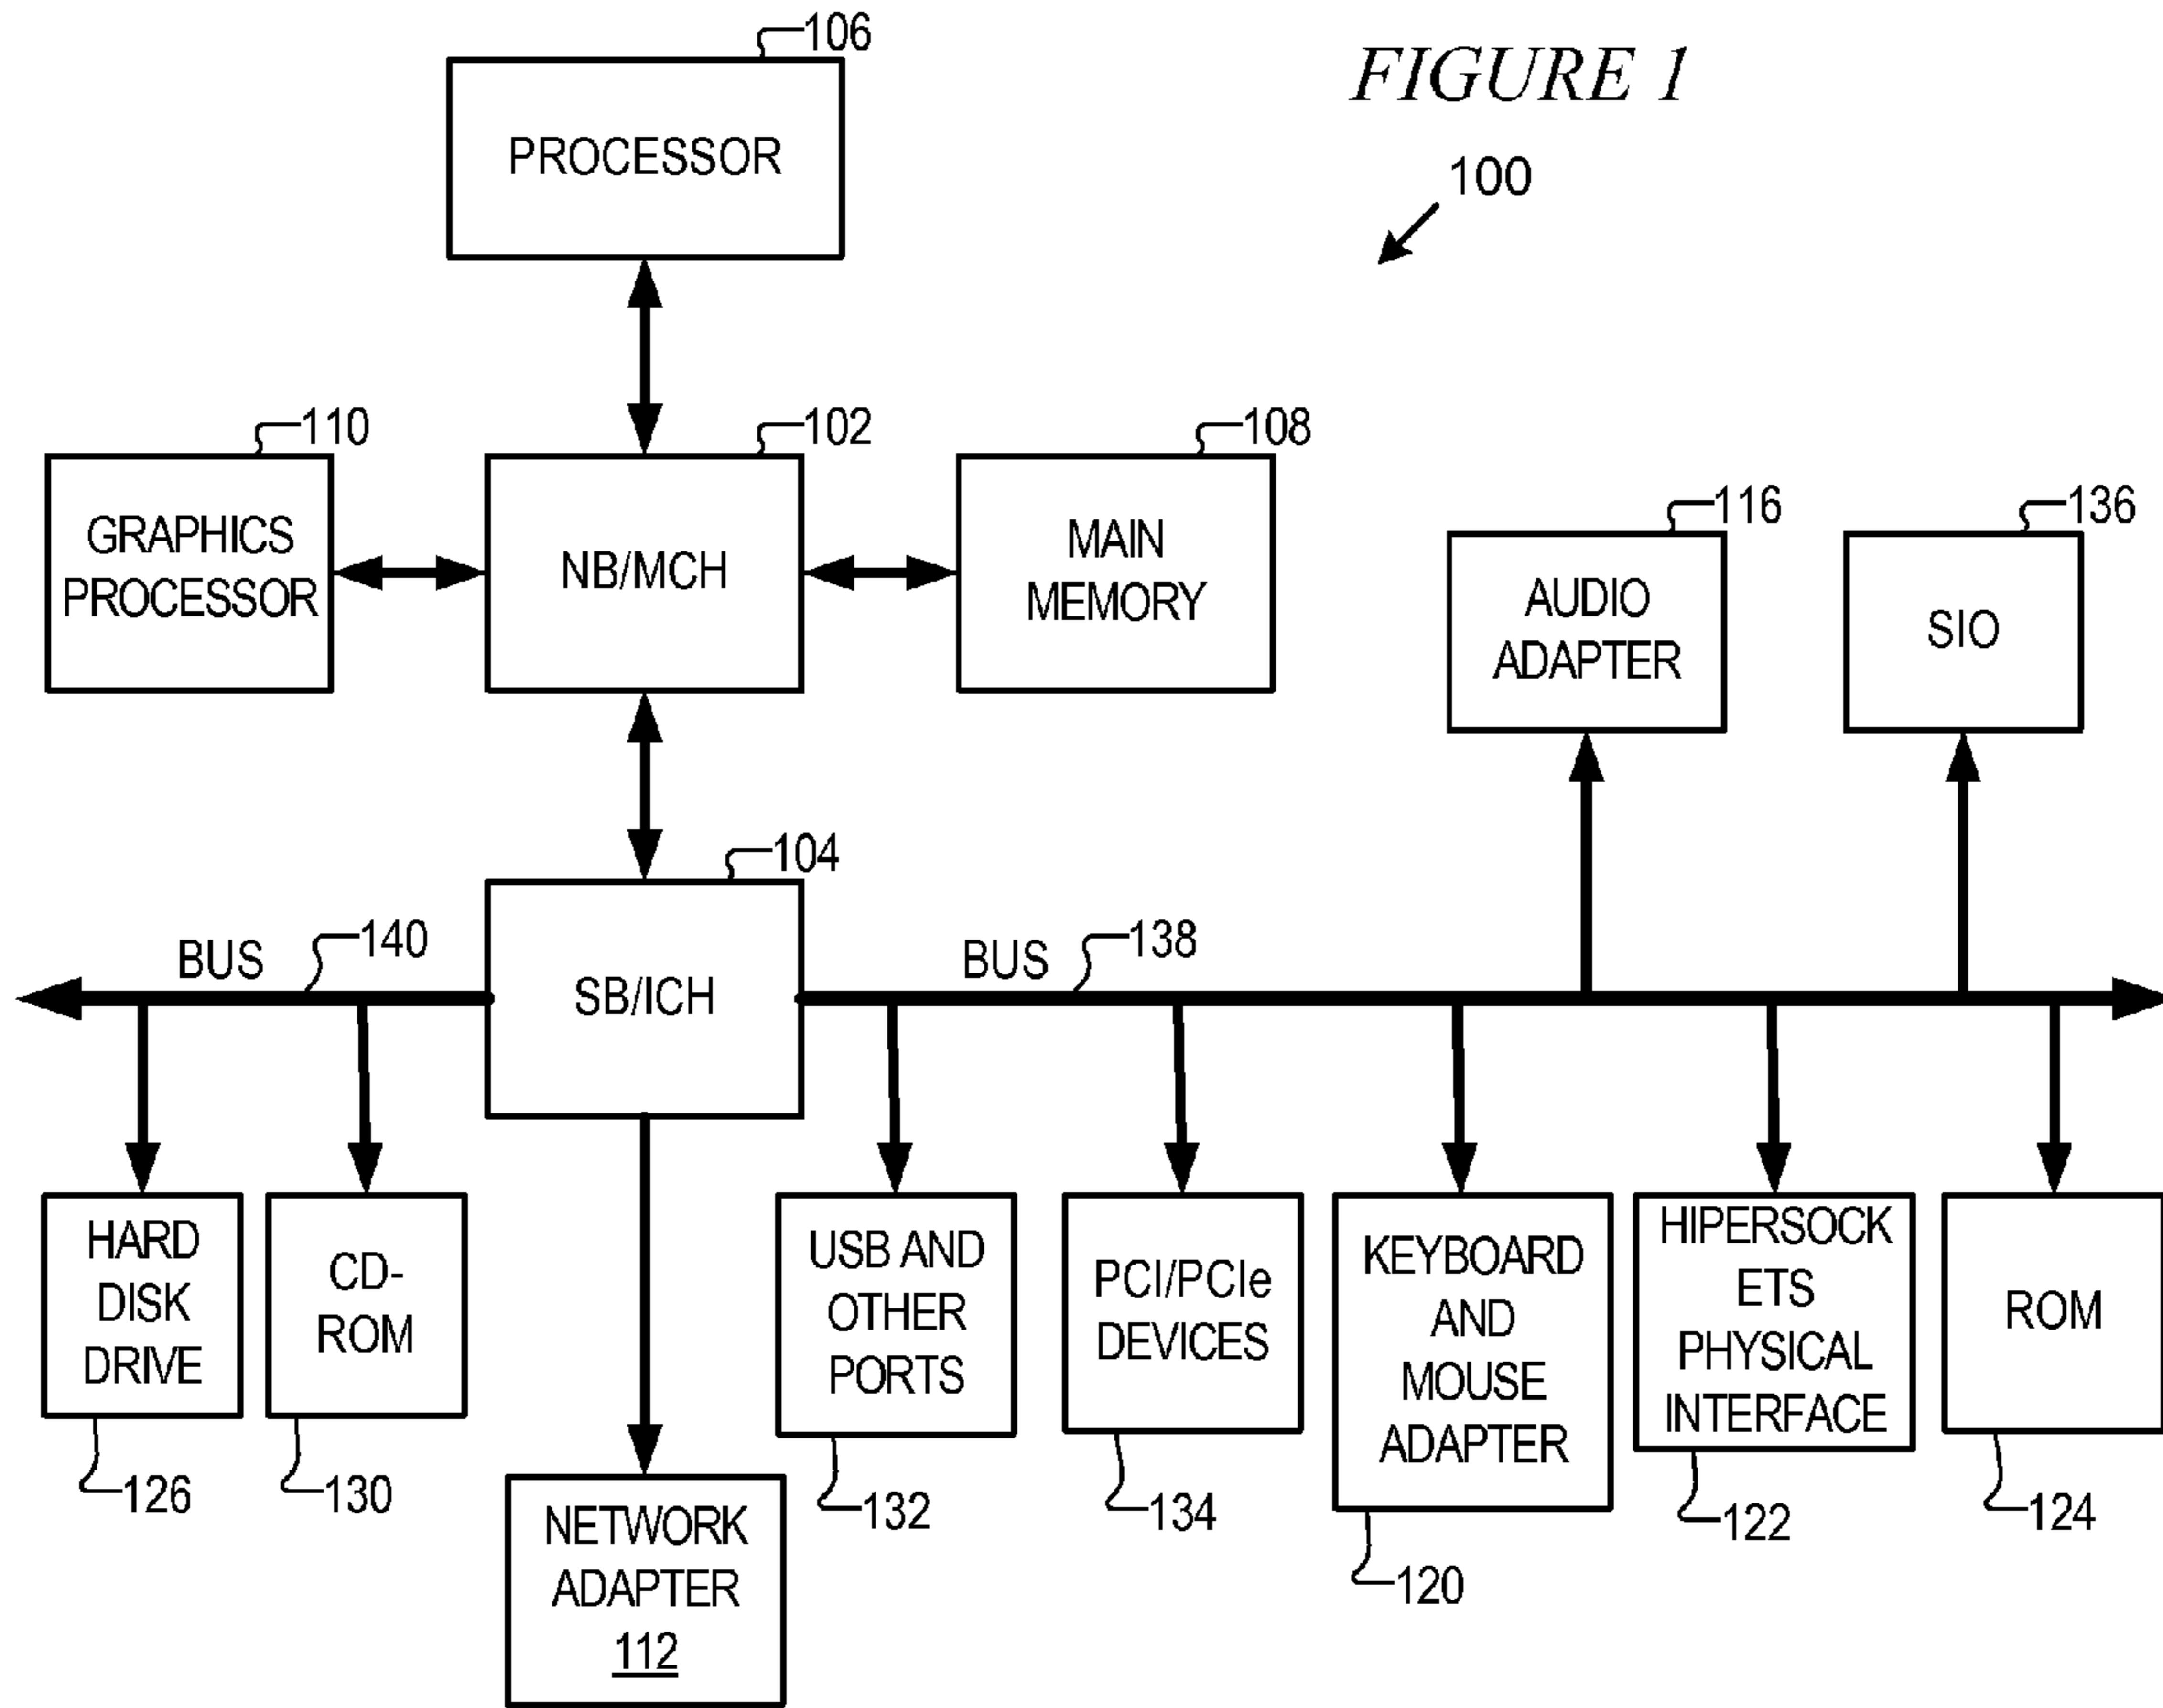 FIGURE 1
100
106
PROCESSOR
110
102
108
GRAPHICS
PROCESSOR
NB/MCH
MAIN
MEMORY
116
136
AUDIO
ADAPTER
SIO
104
SB/ICH
BUS
140
BUS
138
HARD
DISK
DRIVE
126
CD-
ROM
130
NETWORK
ADAPTER
112
USB AND
OTHER
PORTS
132
PCI/PCIe
DEVICES
134
KEYBOARD
AND
MOUSE
ADAPTER
120
HIPERSOCK
ETS
PHYSICAL
INTERFACE
122
ROM
124